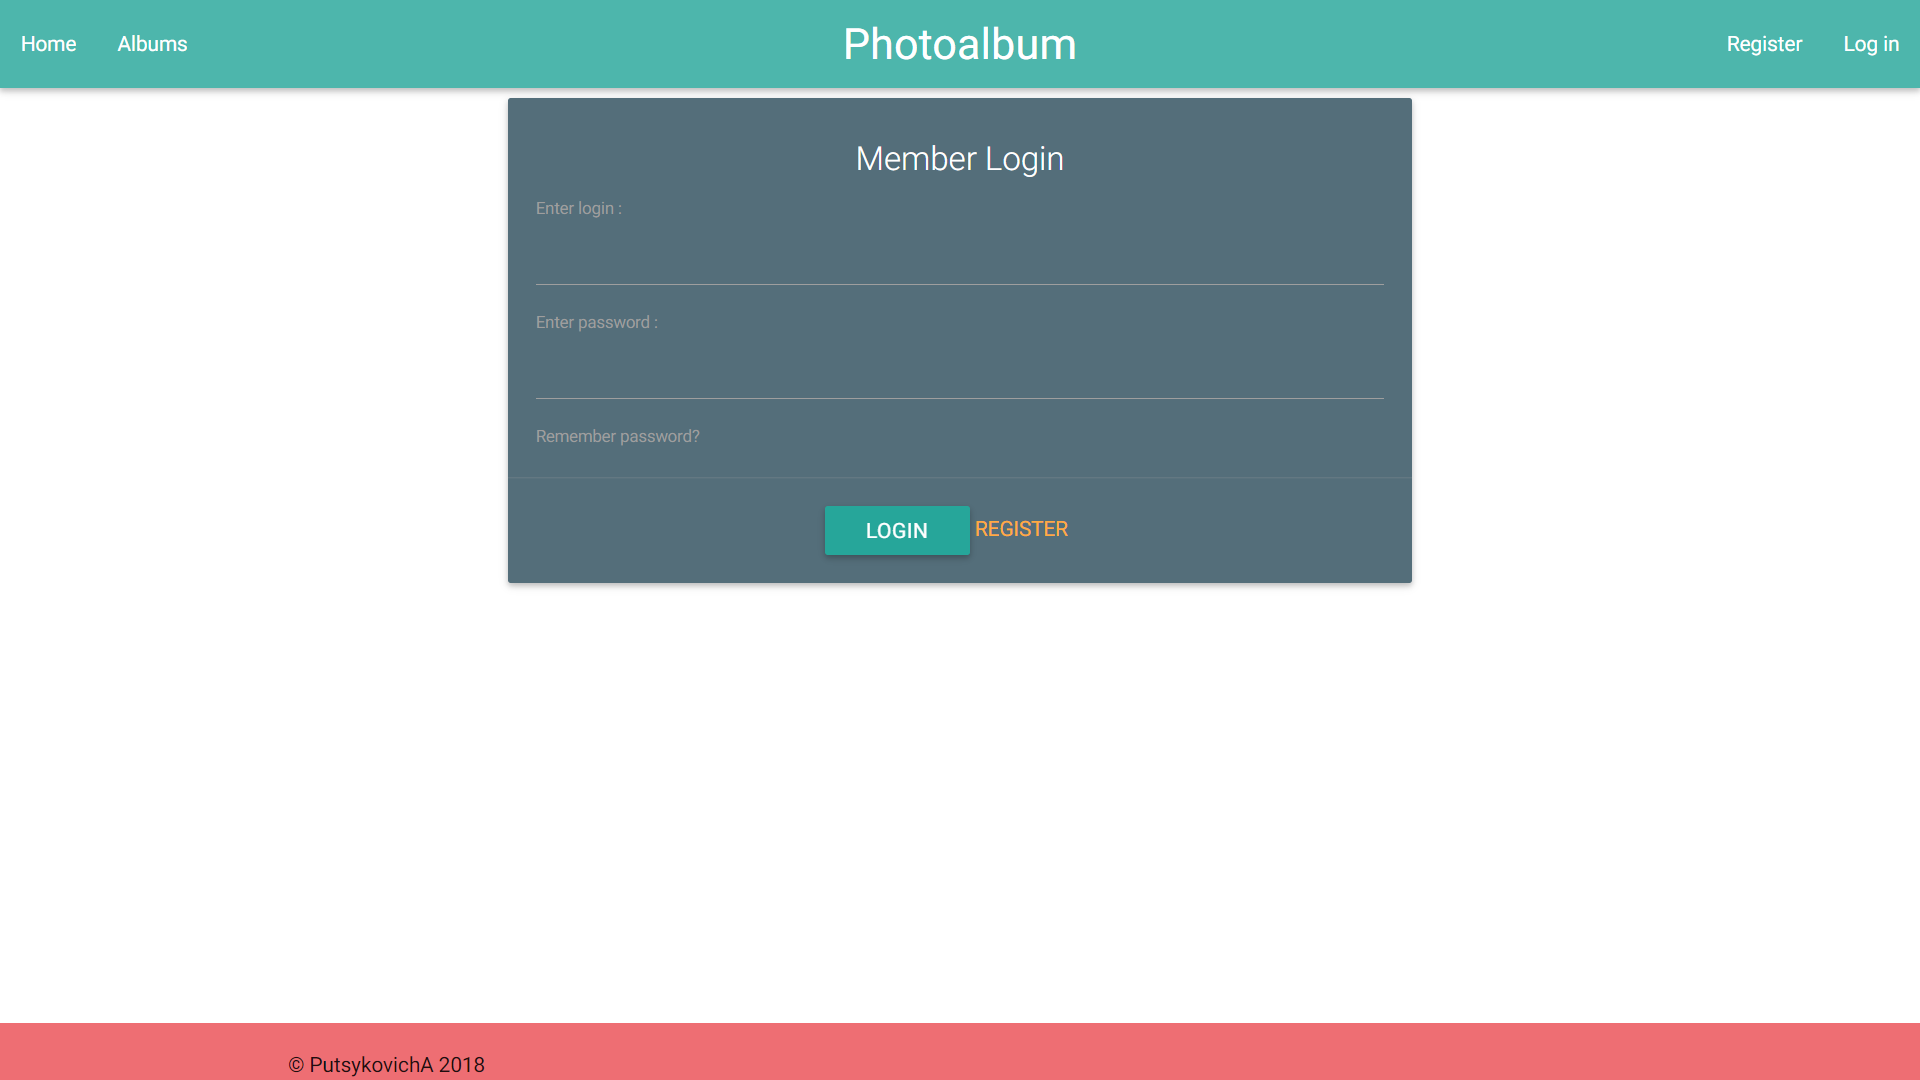 Home Albums Photoalbum Register Log in
Member Login
Enter login :
Enter password :
Remember password?
LOGIN REGISTER
© PutsykovichA 2018